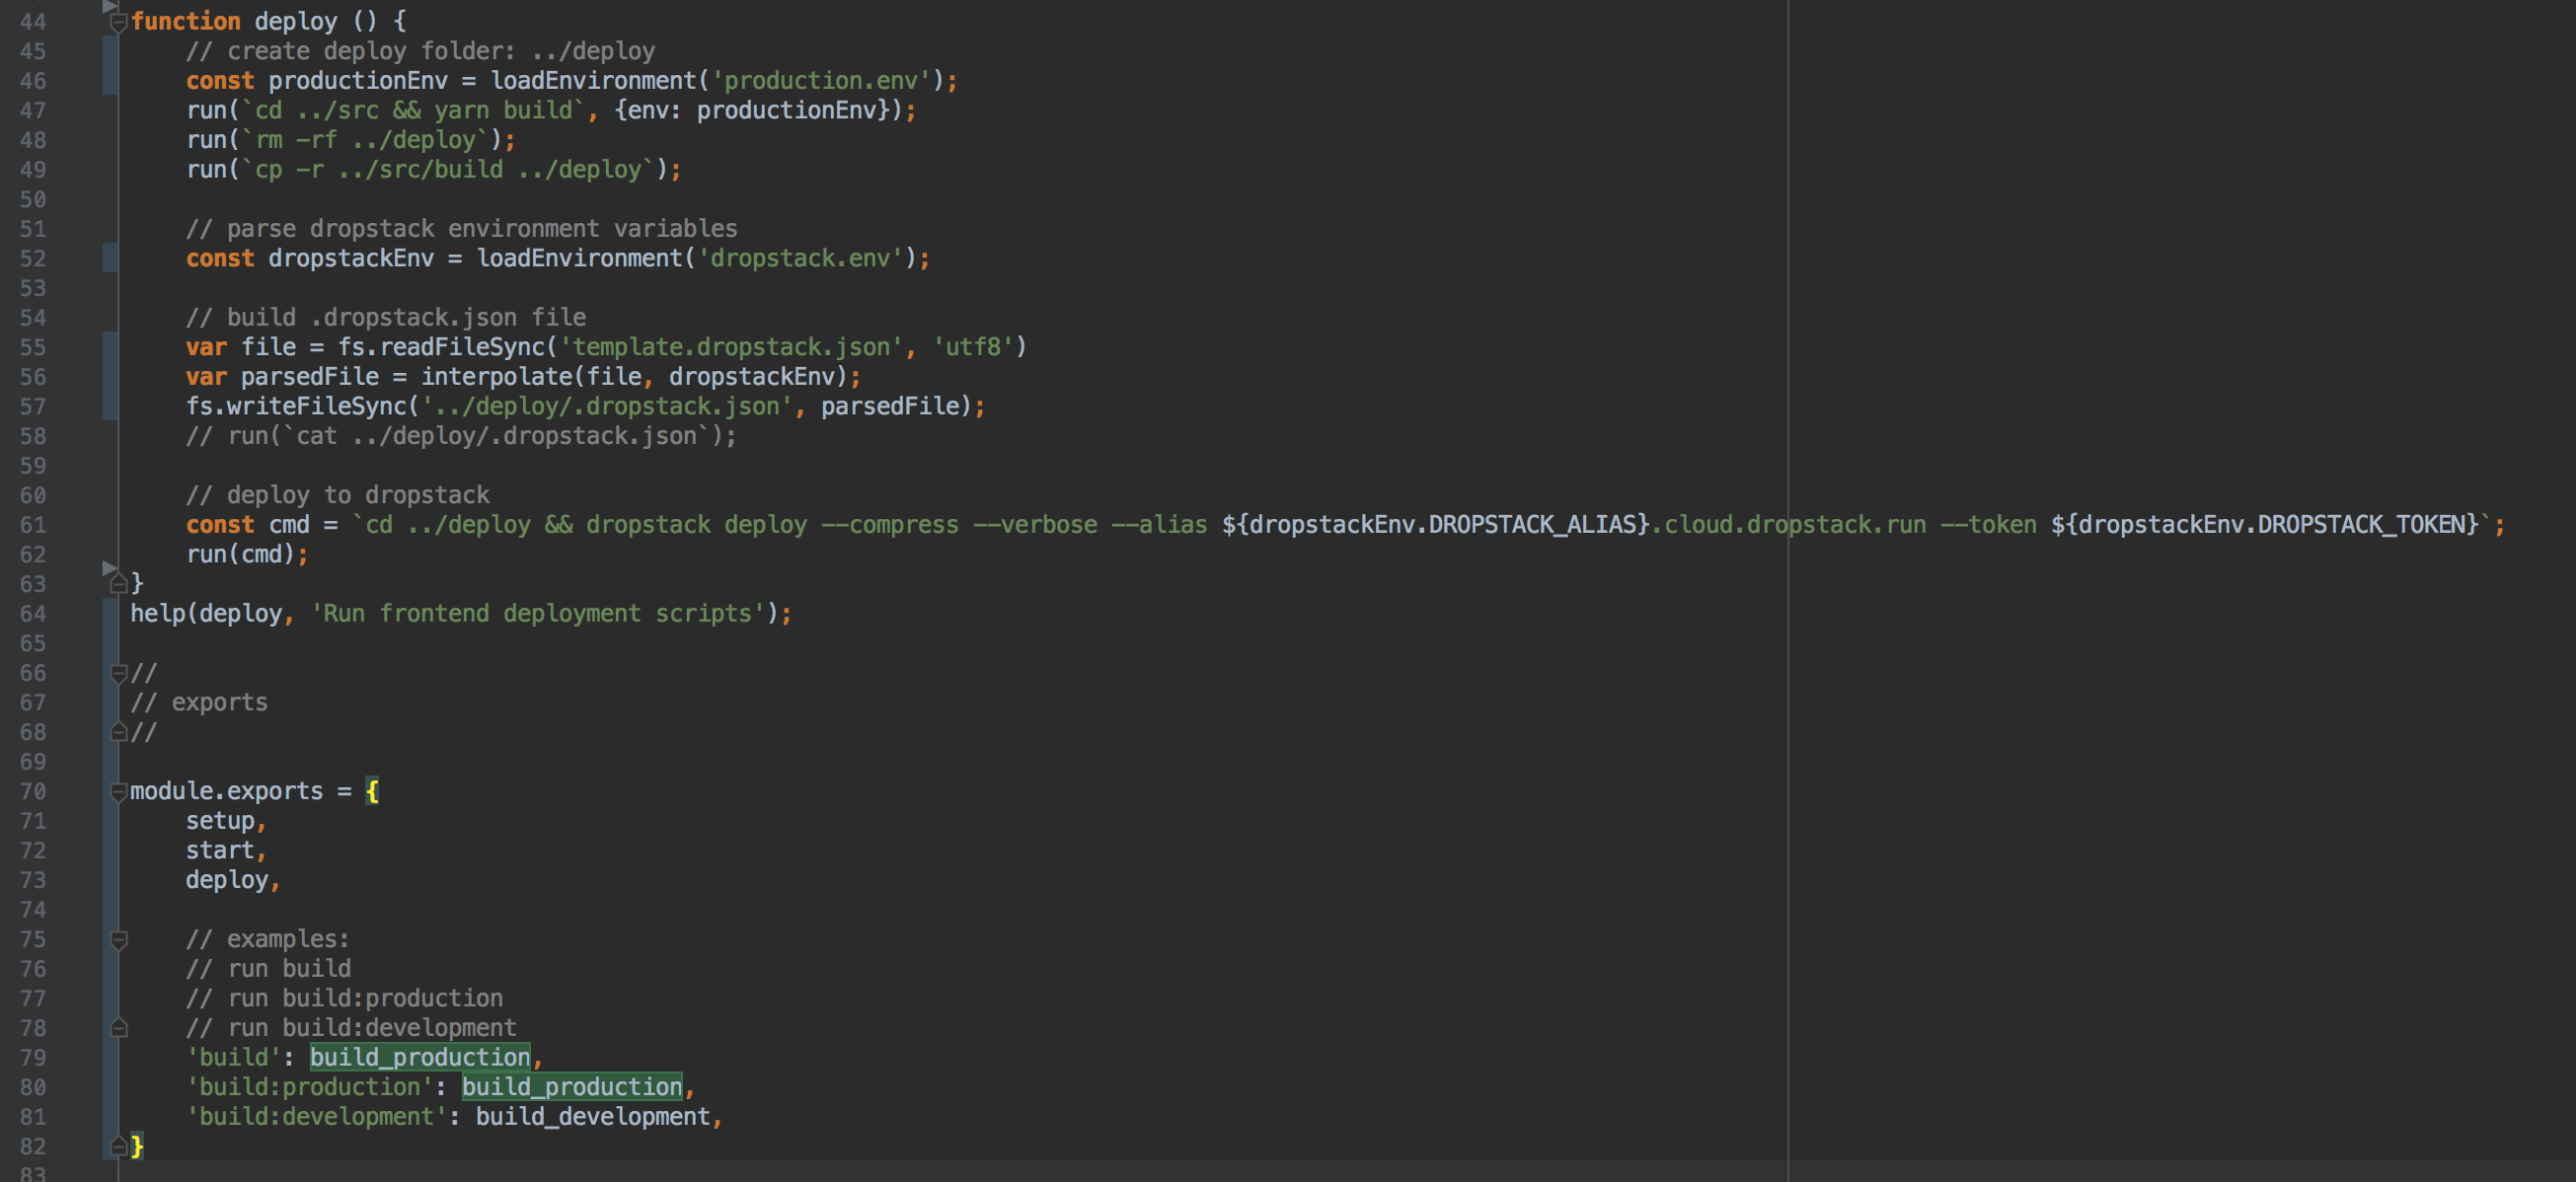 44 function deploy () {
45 // create deploy folder: ../deploy
46 const productionEnv = loadEnvironment('production.env');
47 run(`cd ../src && yarn build`, {env: productionEnv});
48 run(`rm -rf ../deploy`);
49 run(`cp -r ../src/build ../deploy`);
50
51 // parse dropstack environment variables
52 const dropstackEnv = loadEnvironment('dropstack.env');
53
54 // build .dropstack.json file
55 var file = fs.readFileSync('template.dropstack.json', 'utf8')
56 var parsedFile = interpolate(file, dropstackEnv);
57 fs.writeFileSync('../deploy/.dropstack.json', parsedFile);
58 // run(`cat ../deploy/.dropstack.json`);
59
60 // deploy to dropstack
61 const cmd = `cd ../deploy && dropstack deploy --compress --verbose --alias ${dropstackEnv.DROPSTACK_ALIAS}.cloud.dropstack.run --token ${dropstackEnv.DROPSTACK_TOKEN}`;
62 run(cmd);
63 }
64 help(deploy, 'Run frontend deployment scripts');
65
66 //
67 // exports
68 //
69
70 module.exports = {
71 setup,
72 start,
73 deploy,
74
75 // examples:
76 // run build
77 // run build:production
78 // run build:development
79 'build': build_production,
80 'build:production': build_production,
81 'build:development': build_development,
82 }
83